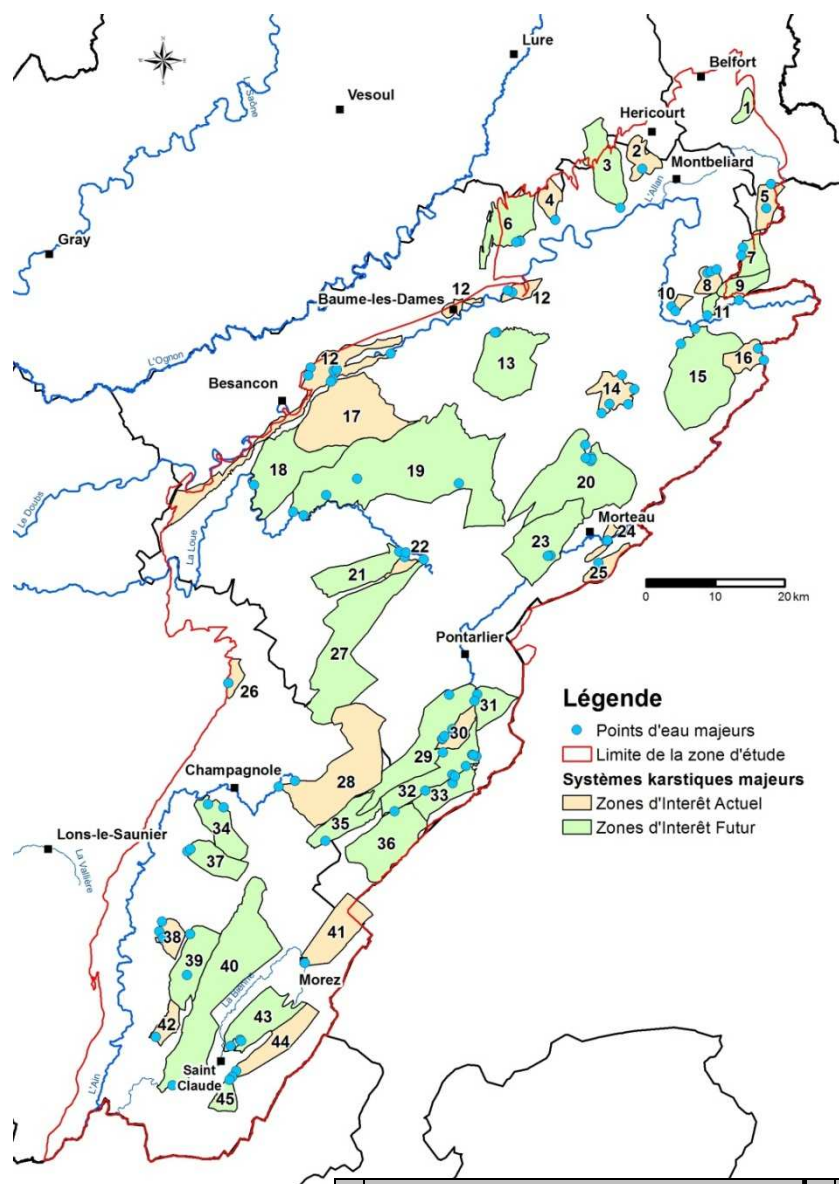 Lure
Belfort
Vesoul
La Saône
1
Hericourt
2
3
Montbeliard
L'Allan
4
5
6
Gray
7
8
9
12
12
Baume-les-Dames
10
11
L'Ognon
12
13
16
15
Besancon
14
17
18
19
20
Le Doubs
Morteau
24
23
22
25
La Loue
21
0 10 20 km
Pontarlier
27
26
Légende
31
Points d'eau majeurs
30
Limite de la zone d'étude
29
Systèmes karstiques majeurs
Champagnole
28
Zones d'Interêt Actuel
32
33
Zones d'Interêt Futur
34
35
Lons-le-Saunier
36
37
La Vallière
38
41
39
40
Morez
La Bienne
42
43
44
Saint
Claude
L'Ain
45